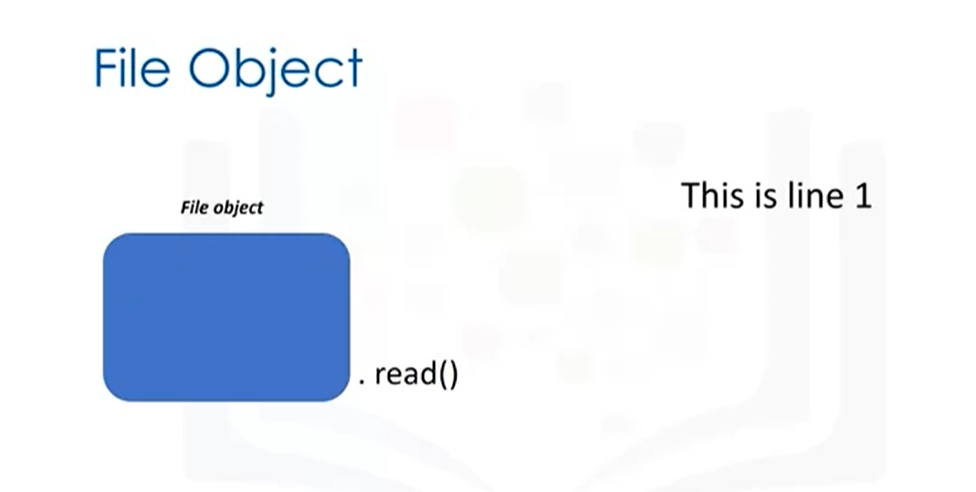 File Object
This is line 1
File object
. read()